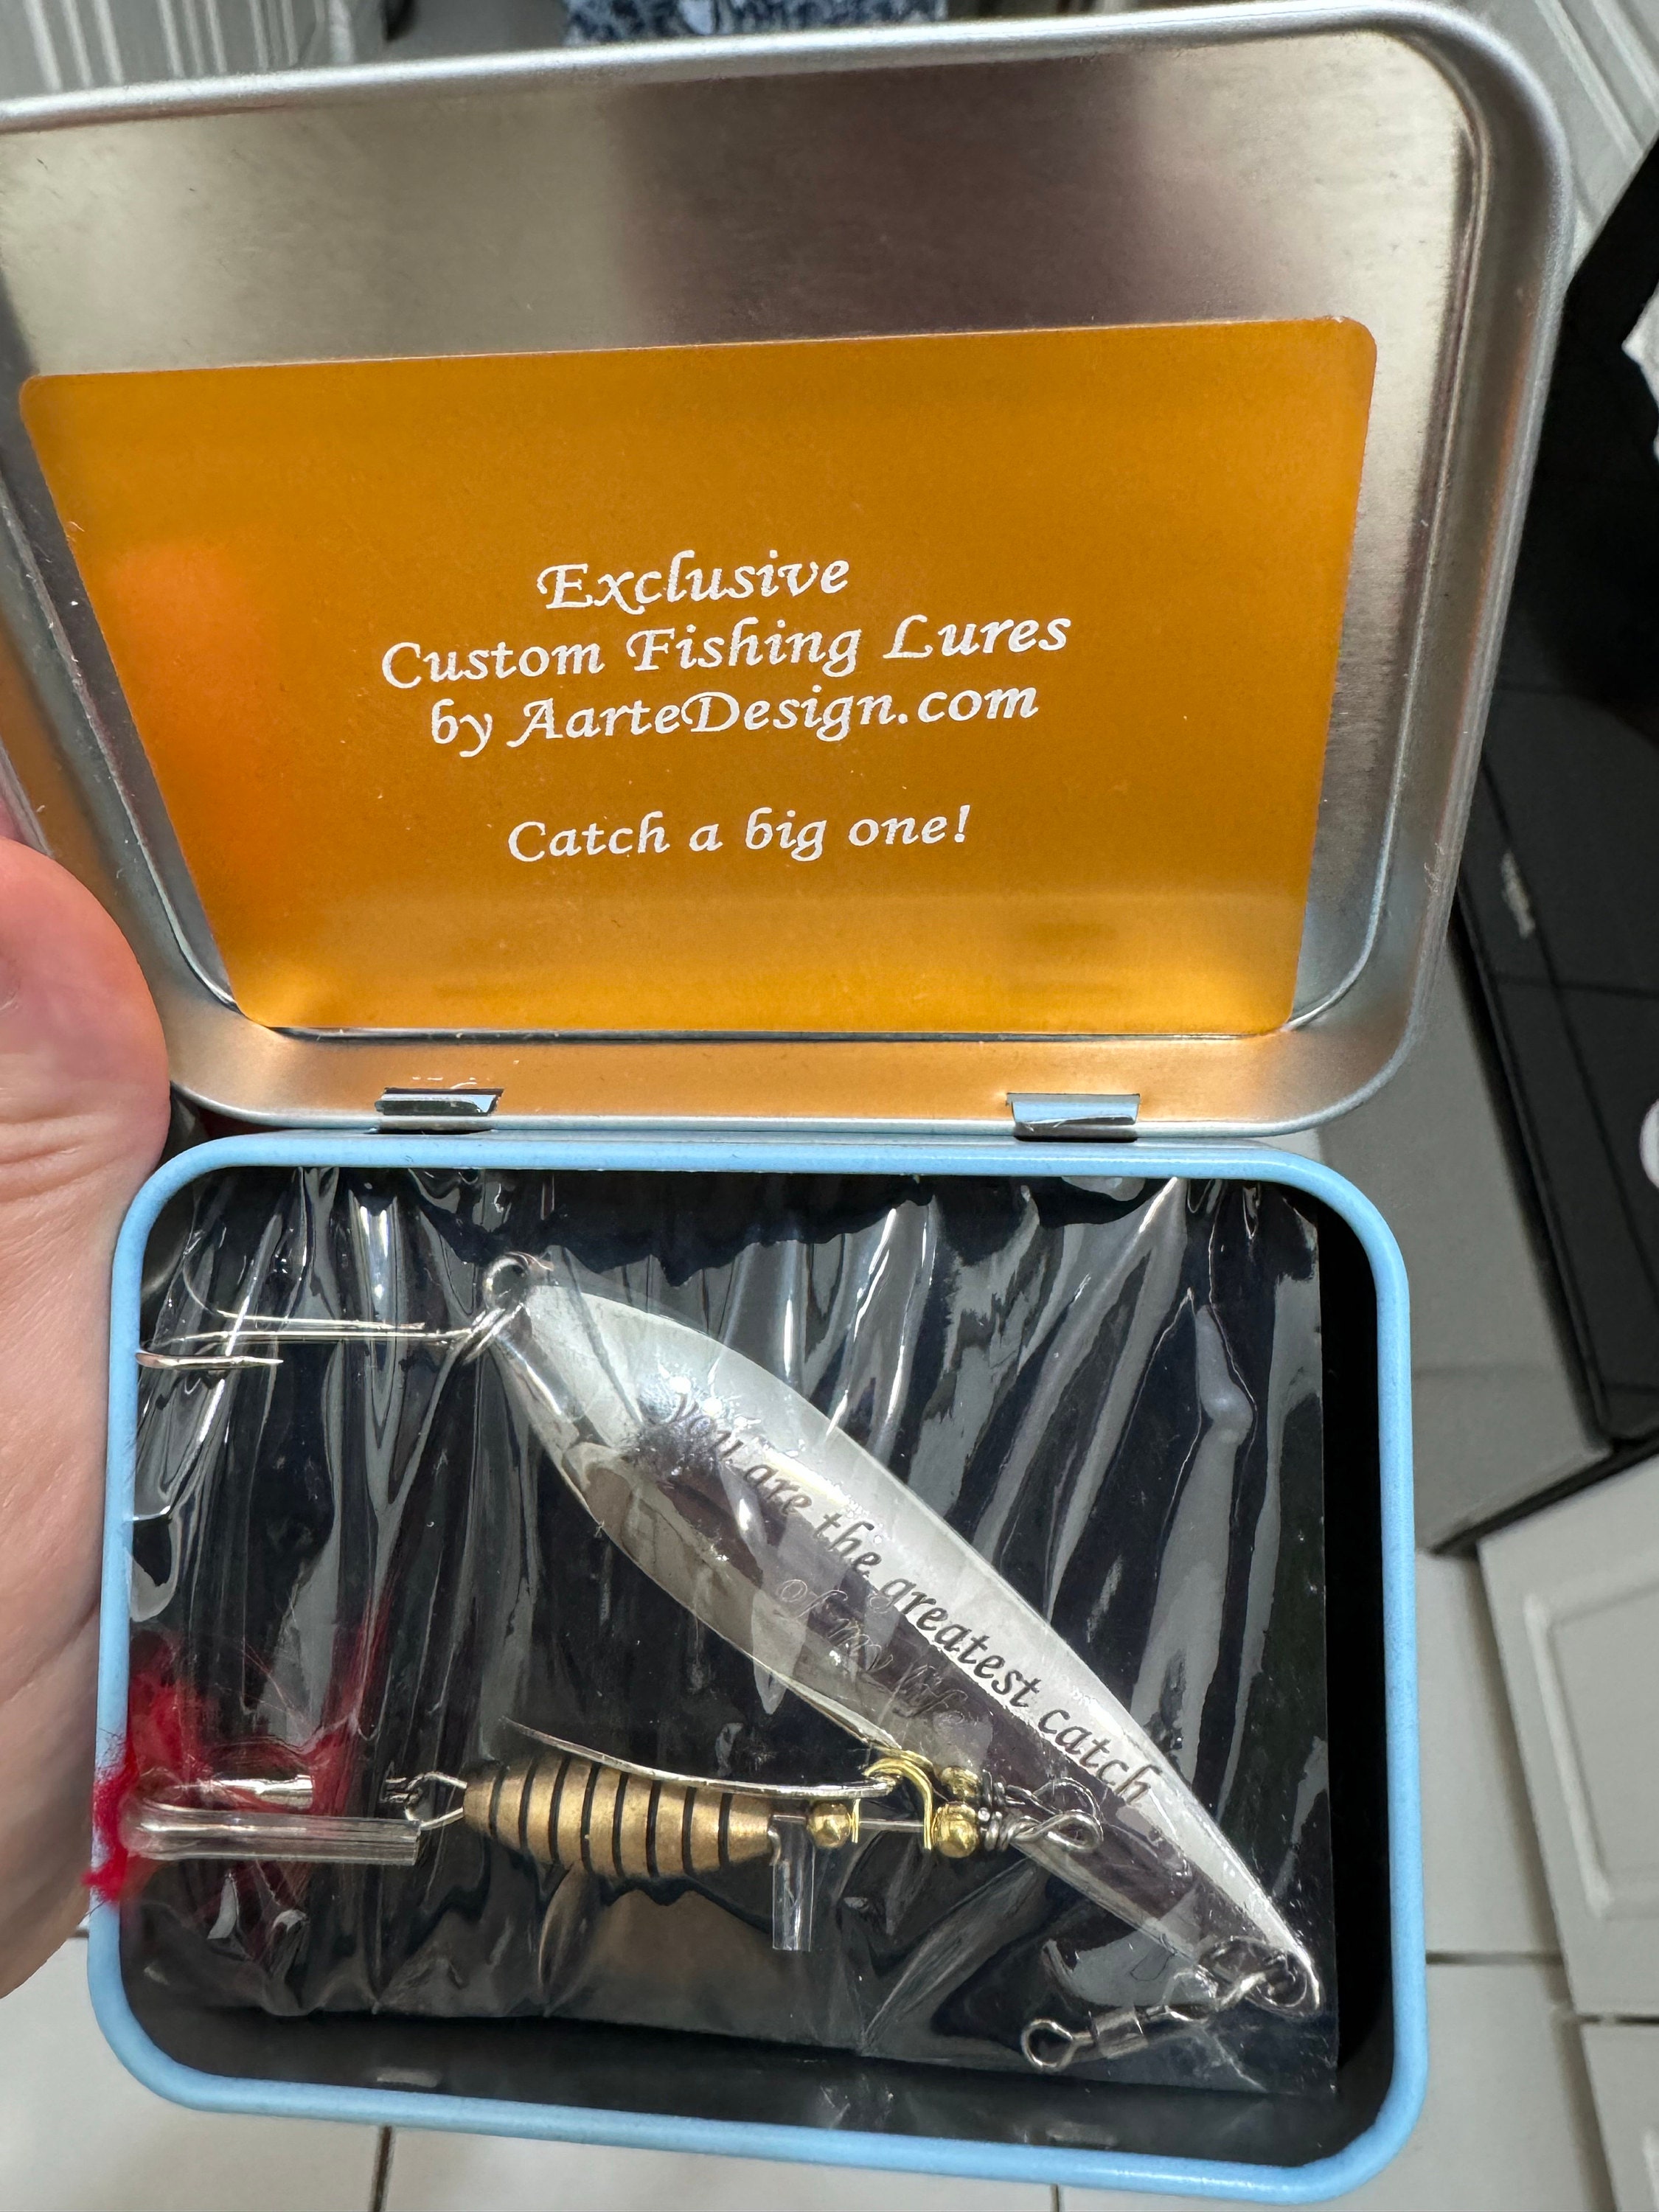 Exclusive
Custom Fishing Lures
by AarteDesign.com
Catch a big one!
you are the greatest catch
of my life